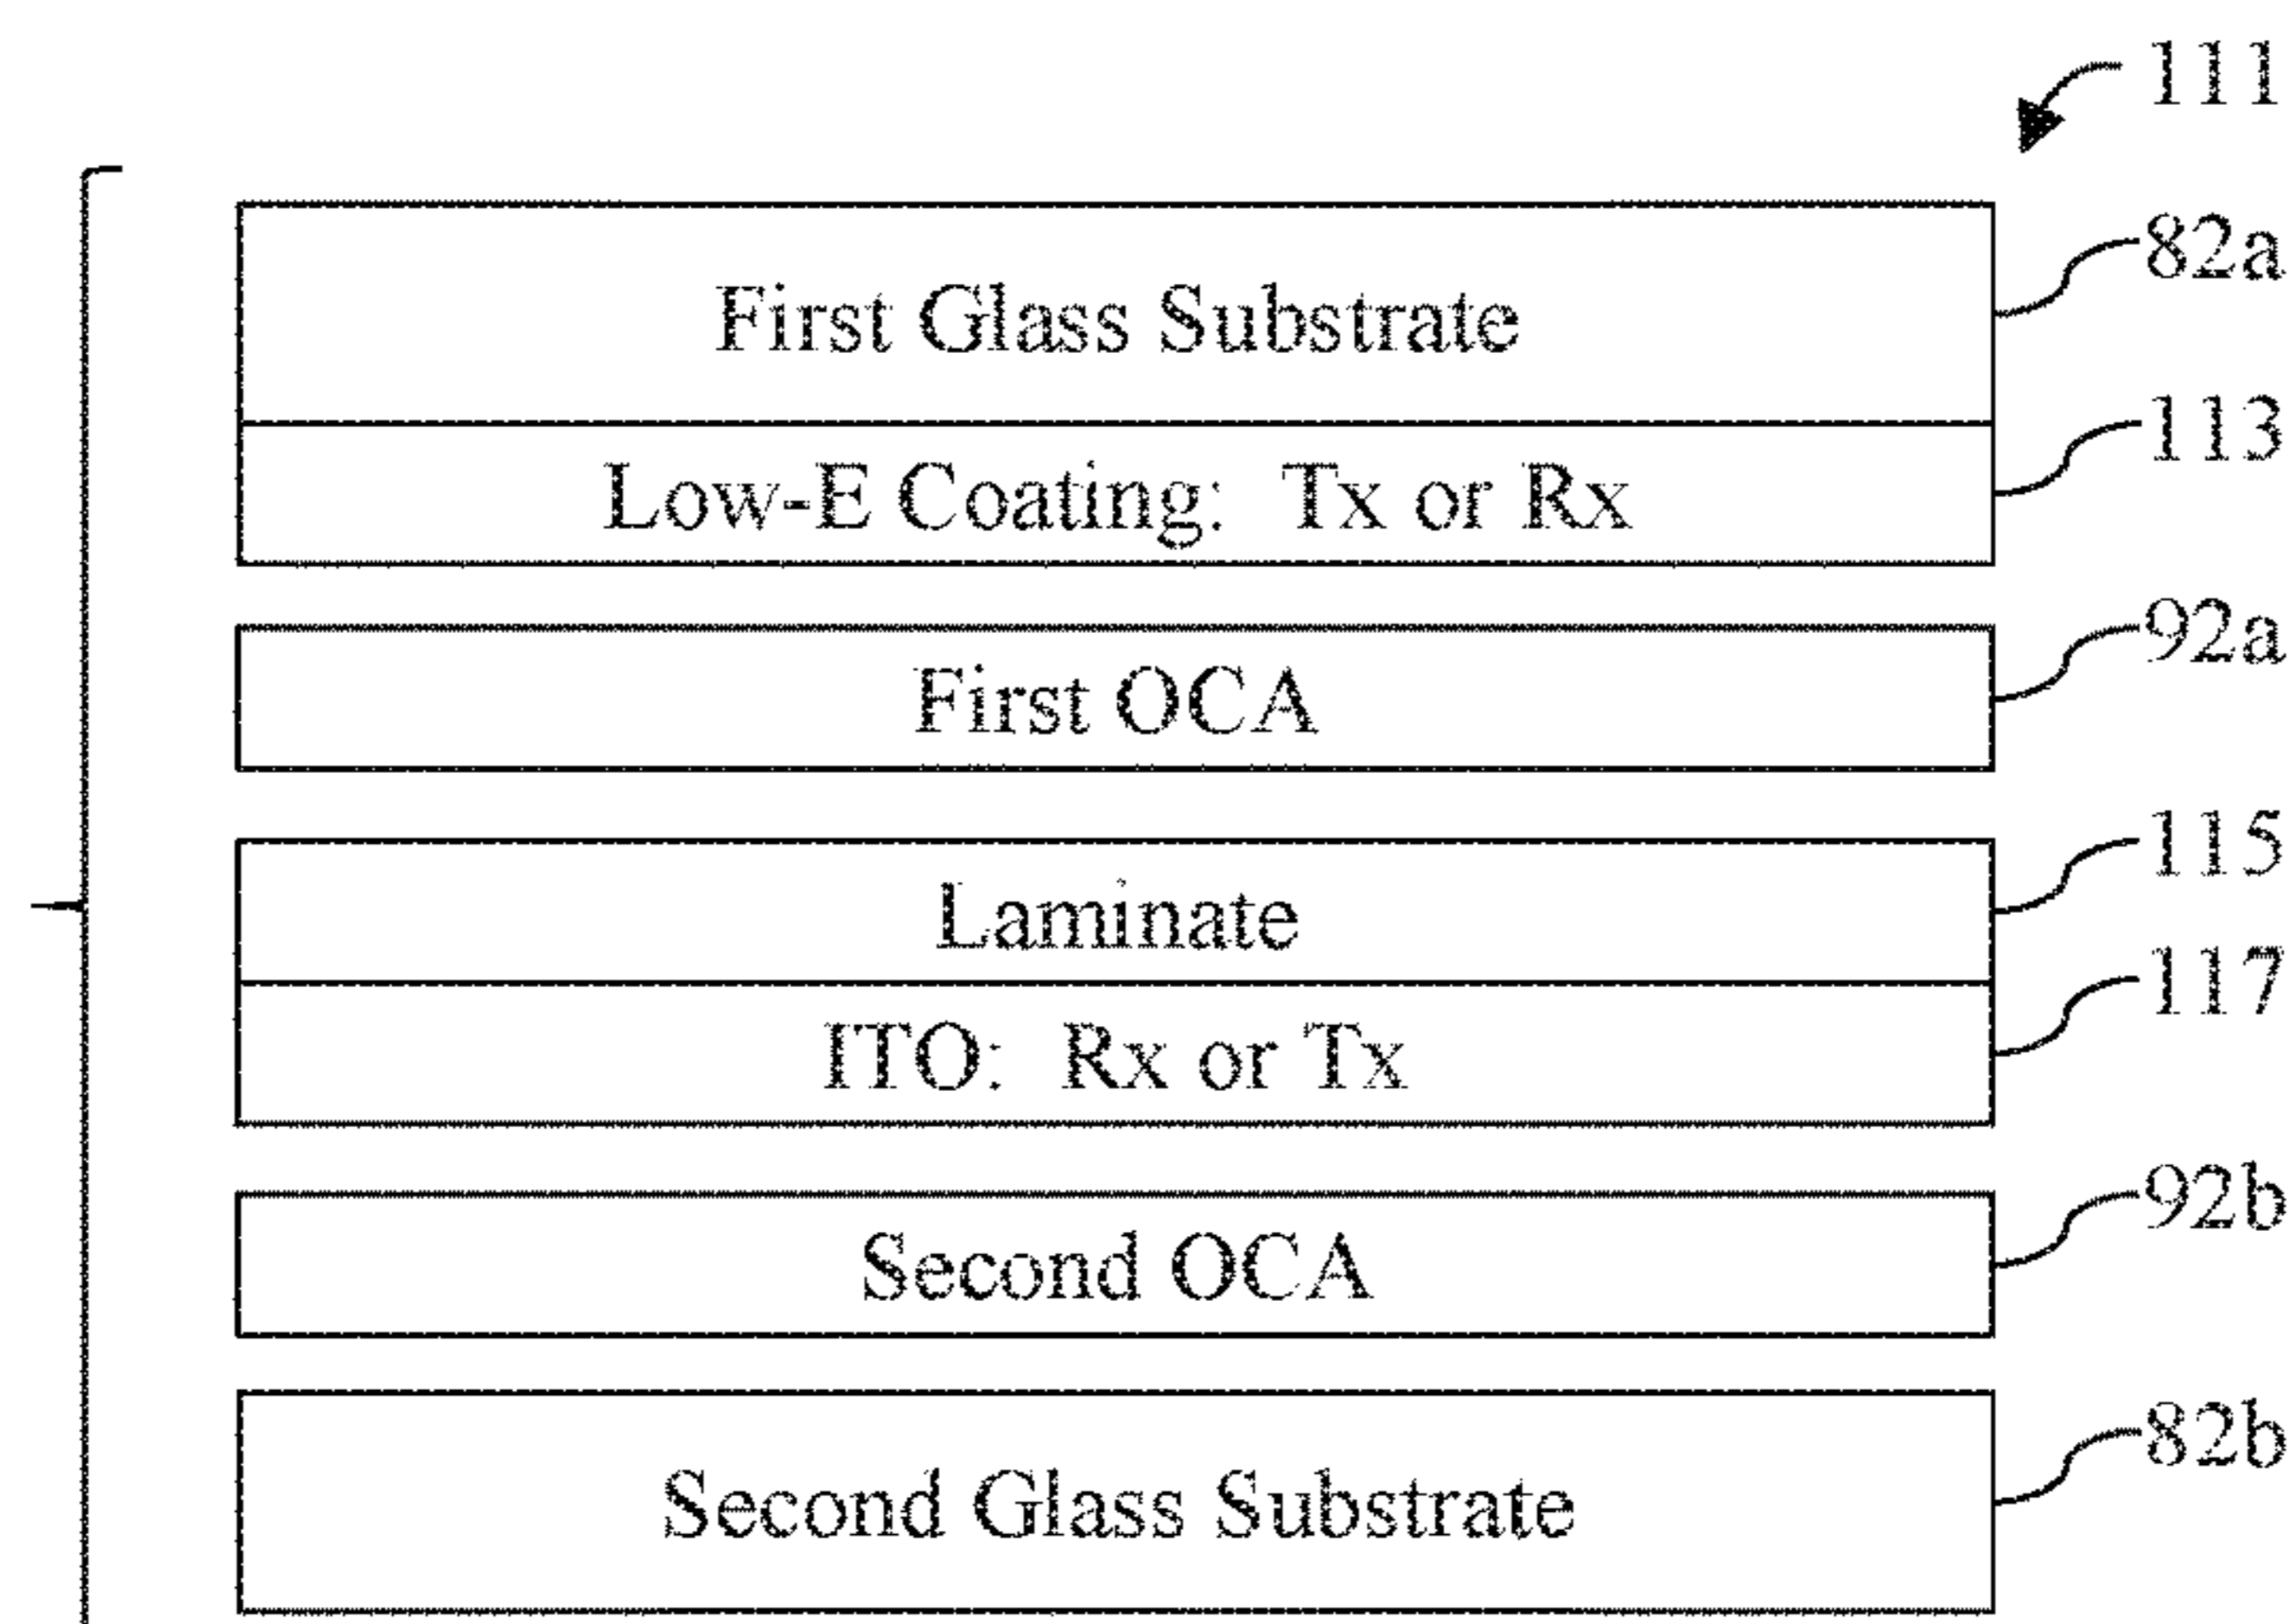 111
First Glass Substrate
82a
Low-E Coating: Tx or Rx
113
First OCA
92a
Laminate
115
ITO: Rx or Tx
117
Second OCA
92b
Second Glass Substrate
82b